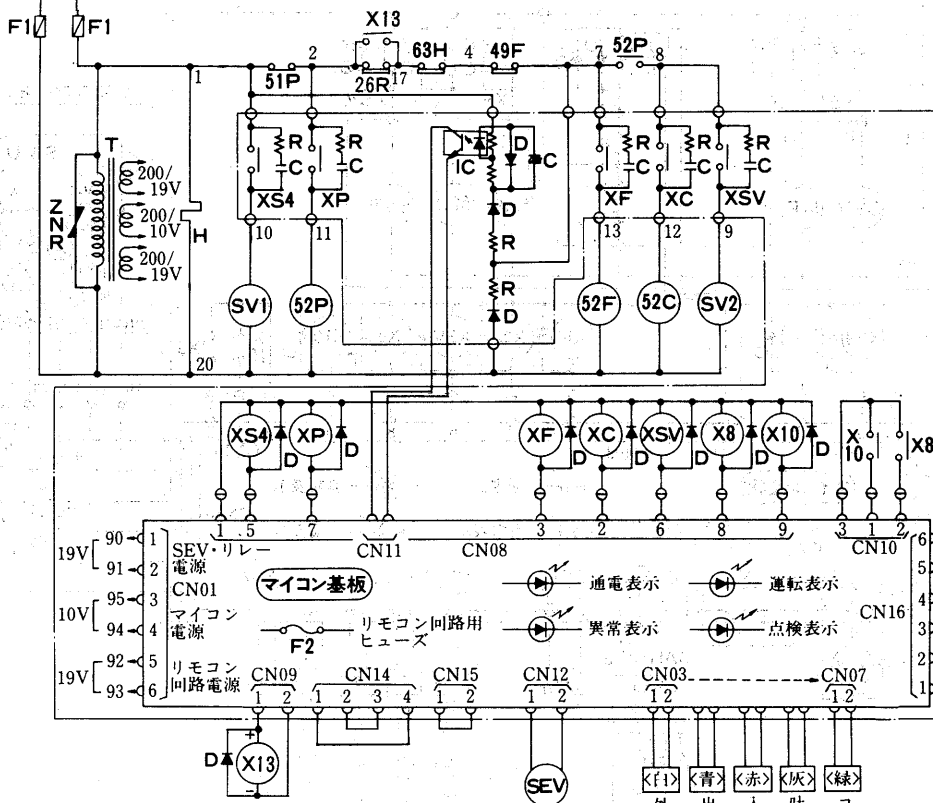 F1 F1
X13
2 63H 4 49F 7 52P 8
1 51P 26R 17
T
200/19V
200/10V
200/19V
ZNR
H
R R D R R R
C C IC C C C C
XS4 XP D XF XC XSV
10 11 R 13 12 9
SV1 52P R 52F 52C SV2
D
20
XS4 XP XF XC XSV X8 X10 X10 X8
D D D D D D D
1 5 7 3 2 6 8 9 3 1 2
CN11 CN08 CN10
19V 90 1 SEV・リレー電源 6
91 2 5
CN01 マイコン基板 通電表示 運転表示
10V 95 3 4
94 4 マイコン電源 F2 リモコン回路用ヒューズ 異常表示 点検表示 CN16 3
19V 92 5 リモコン回路電源 2
93 6 1
CN09 CN14 CN15 CN12 CN03 CN07
1 2 1 2 3 4 1 2 1 2 1 2 1 2
D + X13 -
SEV
<白> <青> <赤> <灰> <緑>